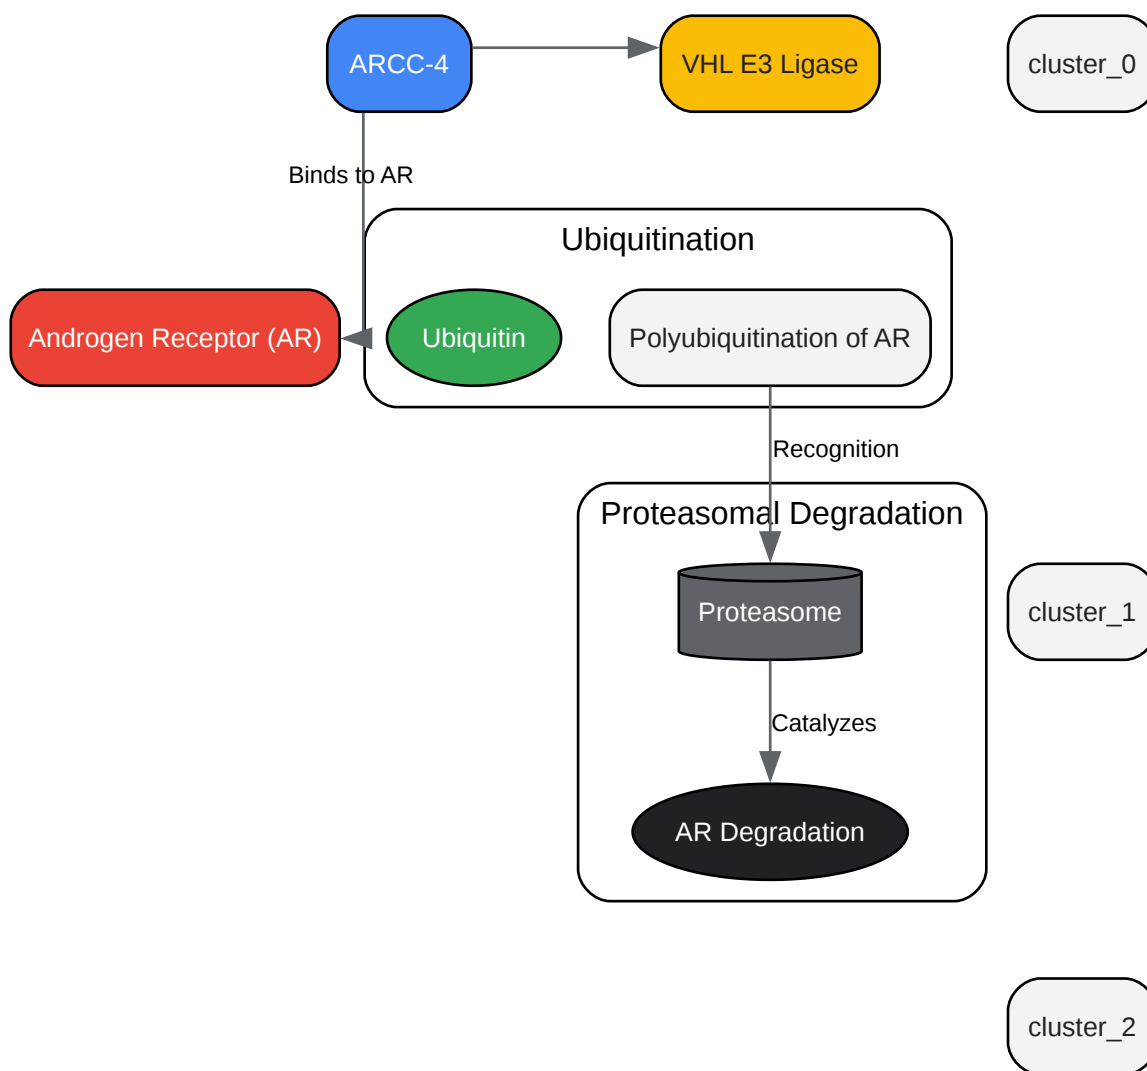 ARCC-4
VHL E3 Ligase
cluster_0
Binds to AR
Ubiquitination
Androgen Receptor (AR)
Ubiquitin
Polyubiquitination of AR
Recognition
Proteasomal Degradation
Proteasome
cluster_1
Catalyzes
AR Degradation
cluster_2